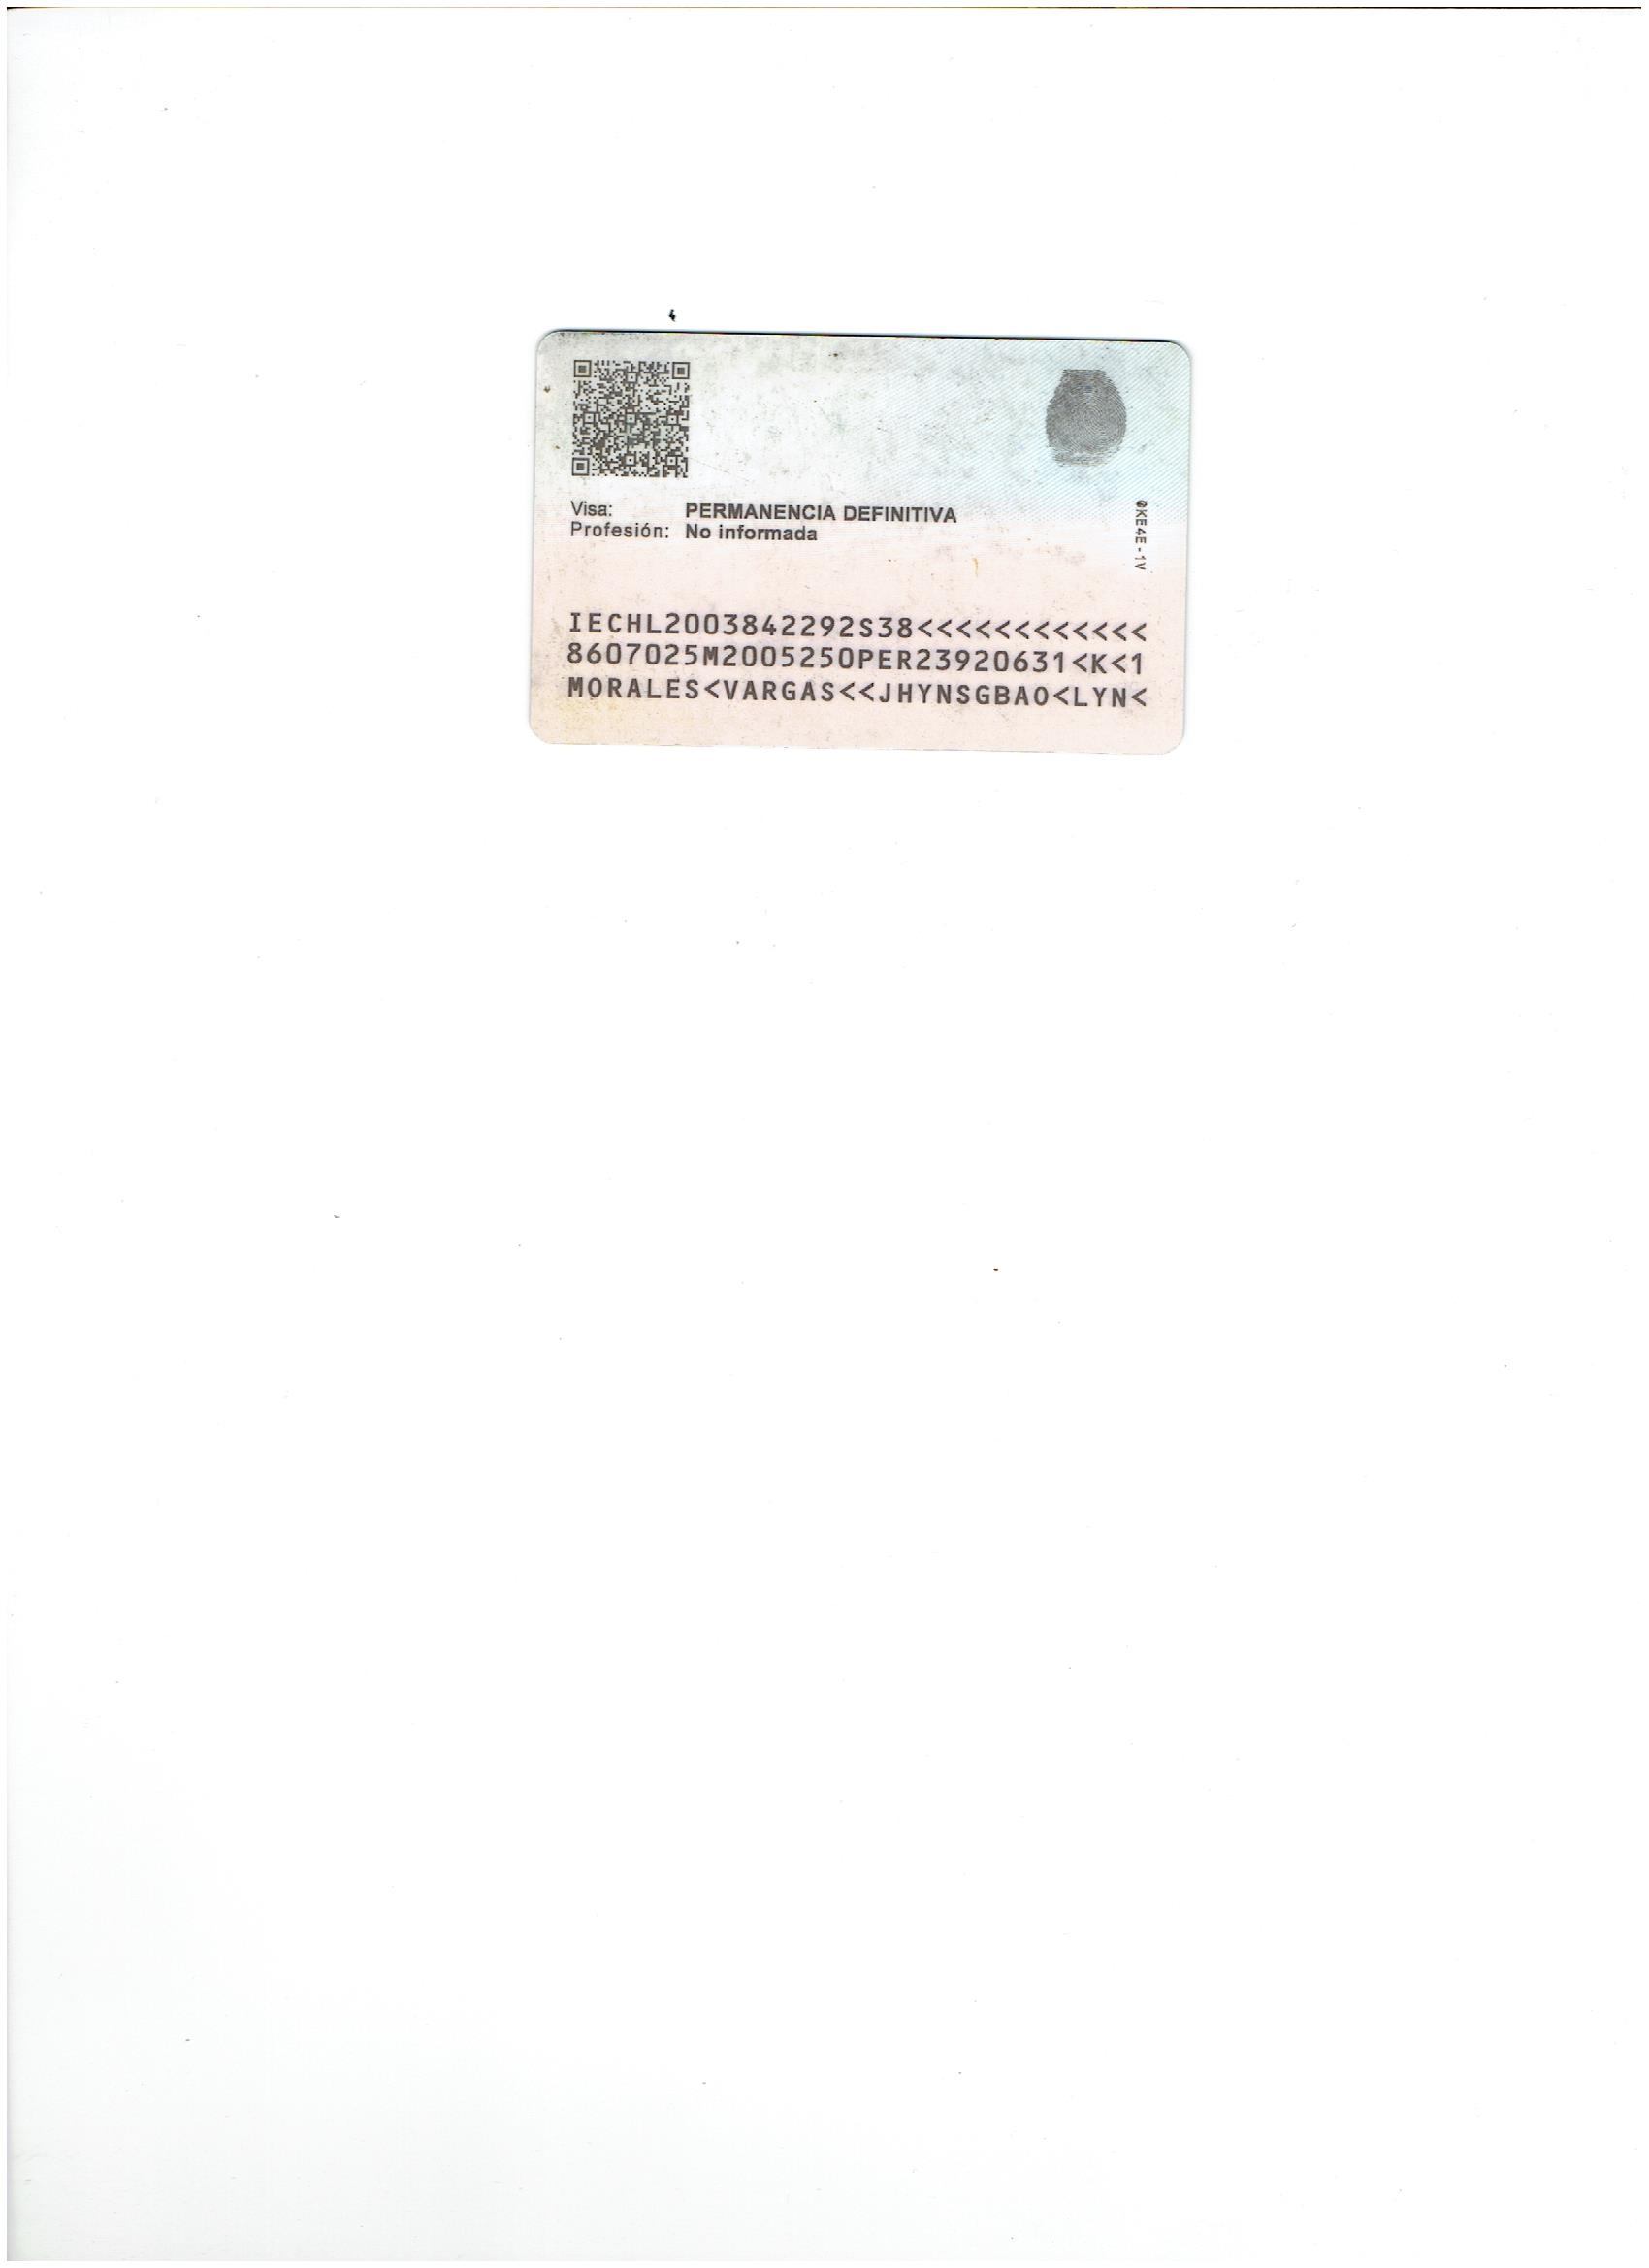 Visa: PERMANENCIA DEFINITIVA
Profesión: No informada
IECHL2003842292S38<<<<<<<<<<<<
8607025M2005250PER23920631<K<1
MORALES<VARGAS<<JHYNSGBAO<LYN<